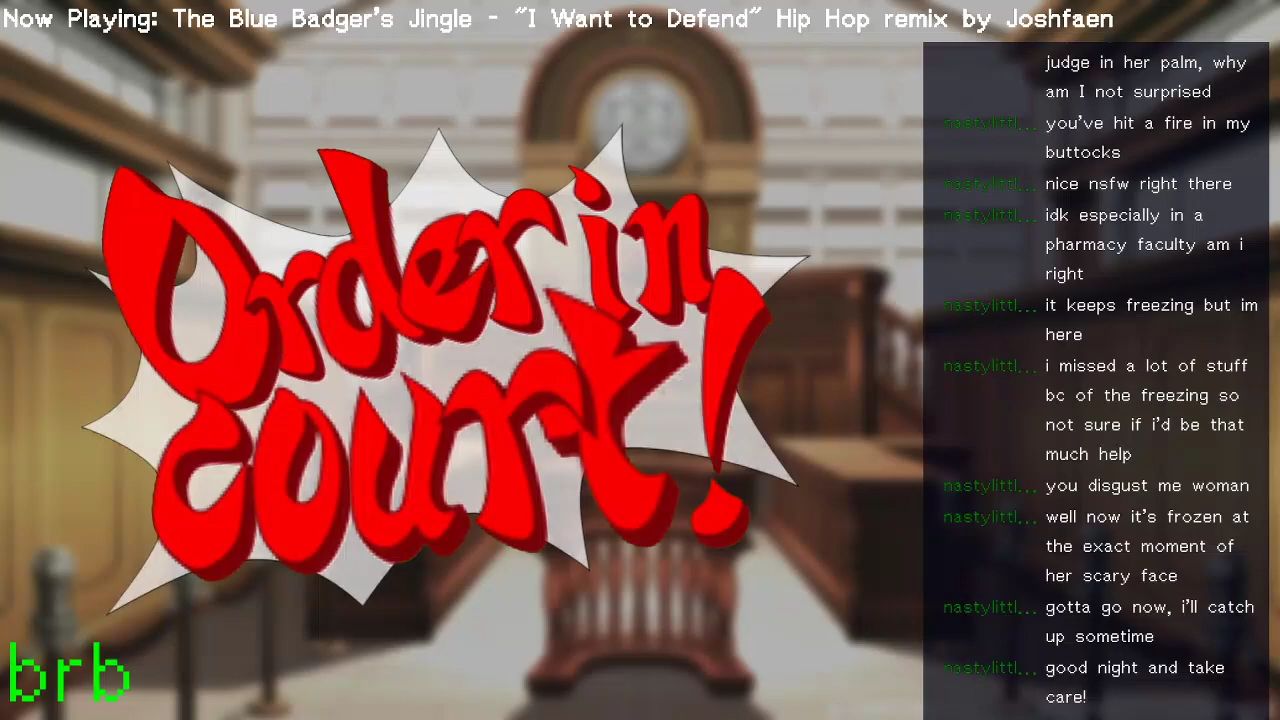 Now Playing: The Blue Badger's Jingle - "I Want to Defend" Hip Hop remix by Joshfaen
Order in
court!
brb
judge in her palm, why
am I not surprised
nastylittl... you've hit a fire in my
buttocks
nastylittl... nice nsfw right there
nastylittl... idk especially in a
pharmacy faculty am i
right
nastylittl... it keeps freezing but im
here
nastylittl... i missed a lot of stuff
bc of the freezing so
not sure if i'd be that
much help
nastylittl... you disgust me woman
nastylittl... well now it's frozen at
the exact moment of
her scary face
nastylittl... gotta go now, i'll catch
up sometime
nastylittl... good night and take
care!